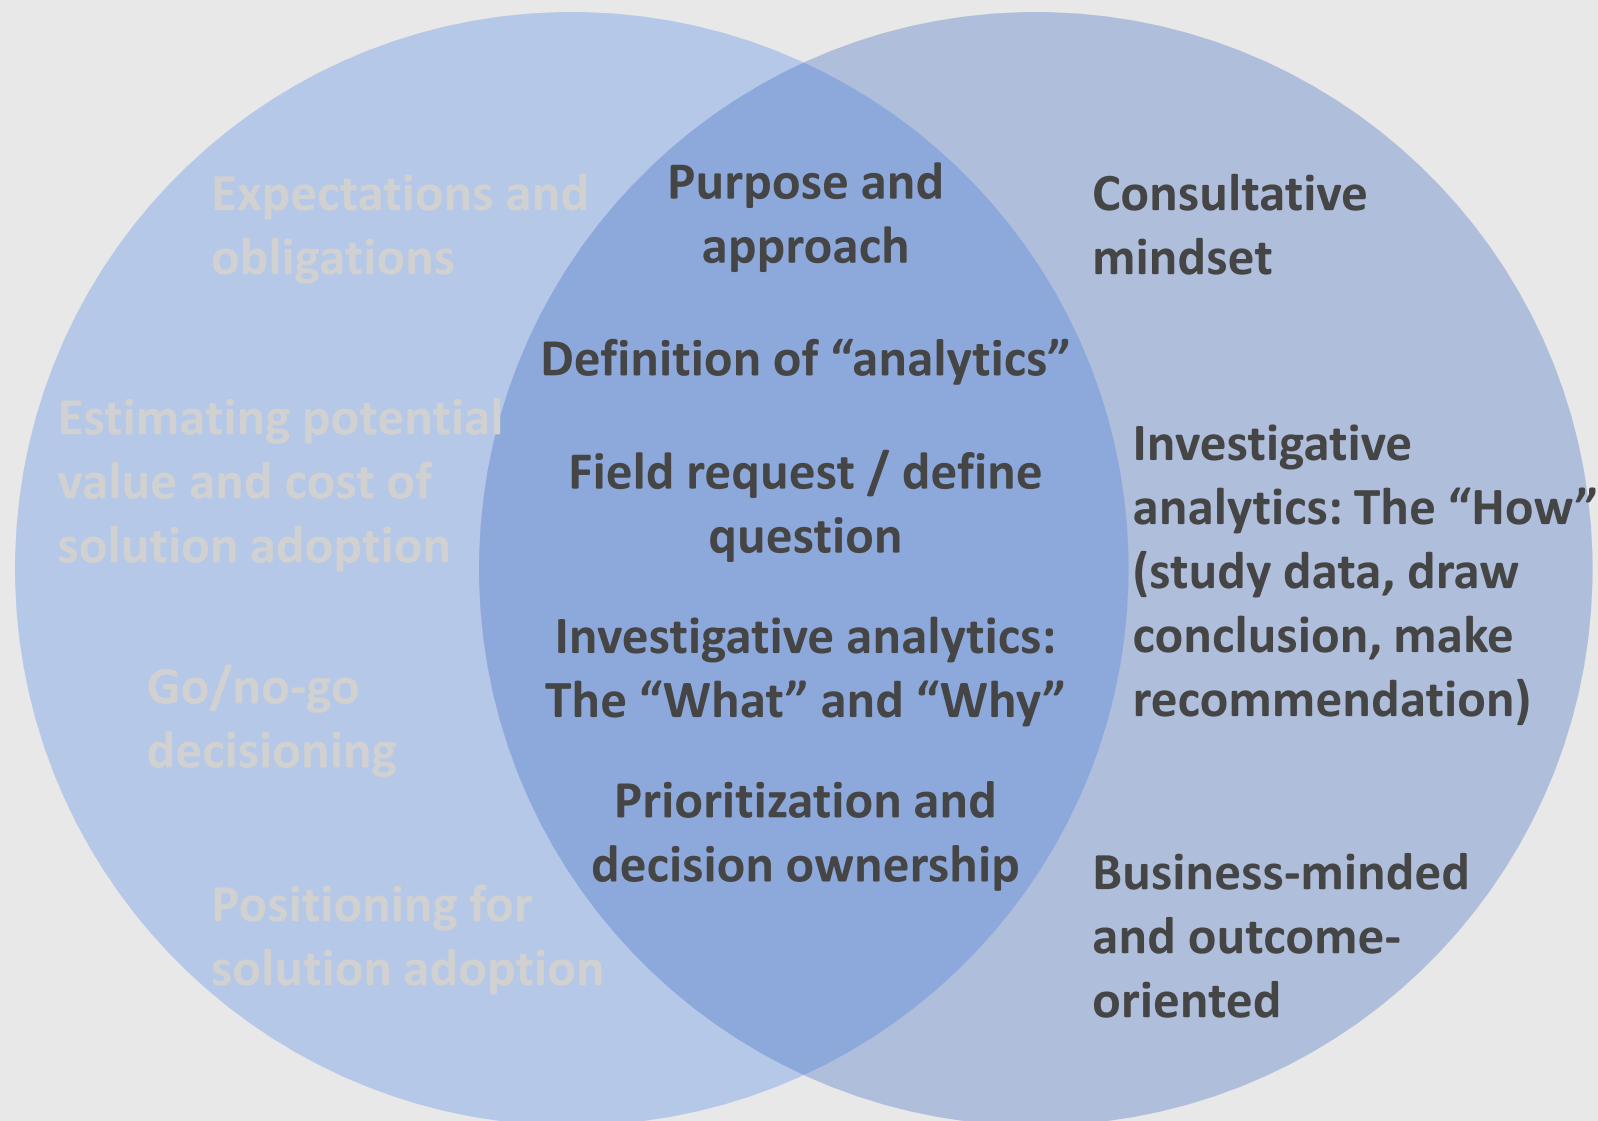 Expectations and
obligations
Estimating potential
value and cost of
solution adoption
Go/no-go
decisioning
Positioning for
solution adoption
Purpose and
approach
Definition of “analytics”
Field request / define
question
Investigative analytics:
The “What” and “Why”
Prioritization and
decision ownership
Consultative
mindset
Investigative
analytics: The “How”
(study data, draw
conclusion, make
recommendation)
Business-minded
and outcome-
oriented